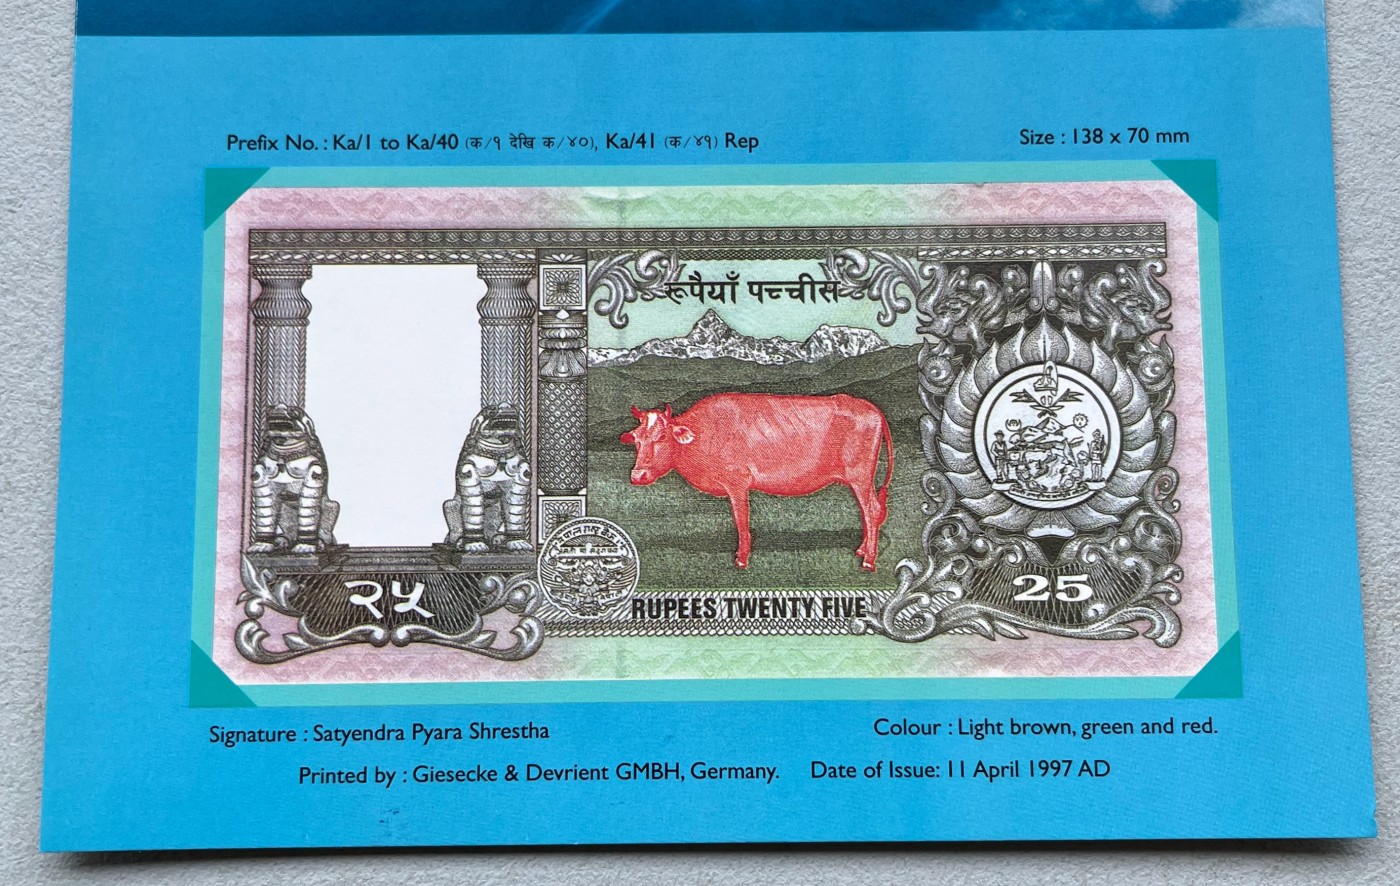 Prefix No. : Ka/1 to Ka/40 (क/१ देखि क/४०), Ka/41 (क/४१) Rep
Size : 138 x 70 mm
रूपैयाँ पच्चीस
२५
RUPEES TWENTY FIVE
25
Signature : Satyendra Pyara Shrestha
Colour : Light brown, green and red.
Printed by : Giesecke & Devrient GMBH, Germany.
Date of Issue: 11 April 1997 AD